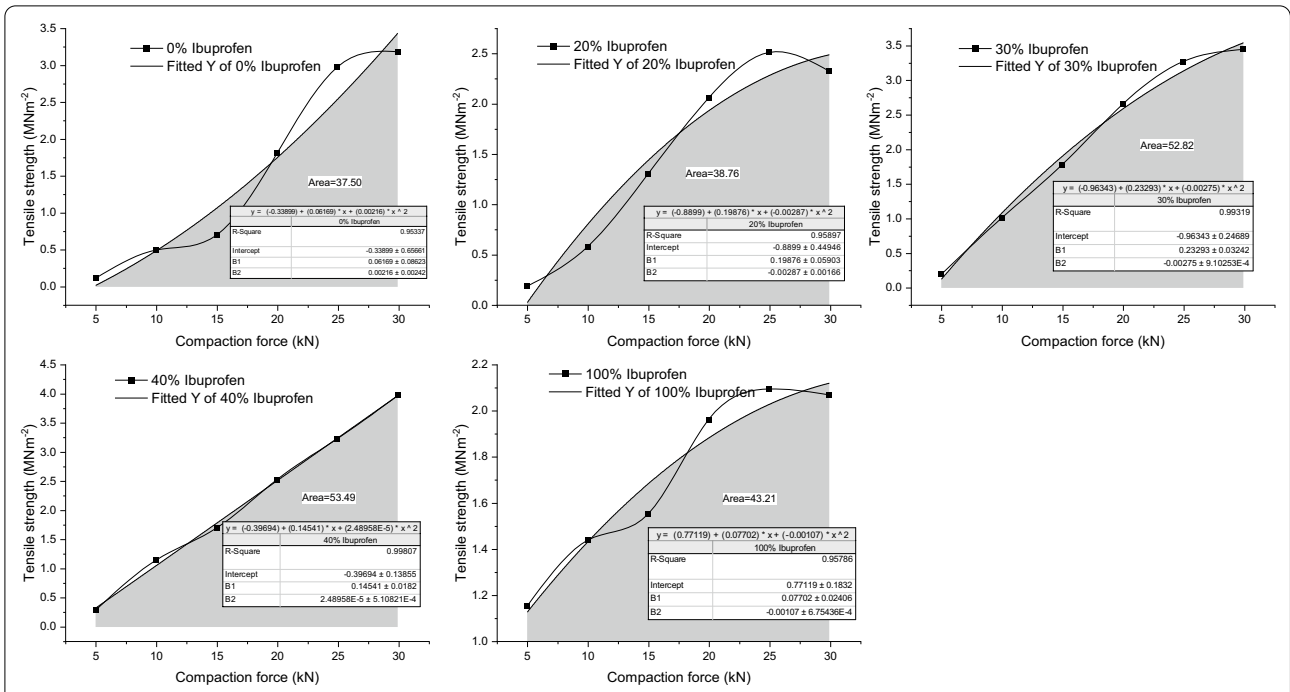 0% Ibuprofen
Fitted Y of 0% Ibuprofen
Tensile strength (MNm-2)
3.5
3.0
2.5
2.0
1.5
1.0
0.5
0.0
Area=37.50
y = (-0.33899) + (0.06169) * x + (0.00216) * x ^ 2
0% Ibuprofen
R-Square 0.95337
Intercept -0.33899 ± 0.65661
B1 0.06169 ± 0.08623
B2 0.00216 ± 0.00242
5 10 15 20 25 30
Compaction force (kN)
20% Ibuprofen
Fitted Y of 20% Ibuprofen
Tensile strength (MNm-2)
2.5
2.0
1.5
1.0
0.5
0.0
Area=38.76
y = (-0.8899) + (0.19876) * x + (-0.00287) * x ^ 2
20% Ibuprofen
R-Square 0.95897
Intercept -0.8899 ± 0.44946
B1 0.19876 ± 0.05903
B2 -0.00287 ± 0.00166
5 10 15 20 25 30
Compaction force (kN)
30% Ibuprofen
Fitted Y of 30% Ibuprofen
Tensile strength (MNm-2)
3.5
3.0
2.5
2.0
1.5
1.0
0.5
0.0
Area=52.82
y = (-0.96343) + (0.23293) * x + (-0.00275) * x ^ 2
30% Ibuprofen
R-Square 0.99319
Intercept -0.96343 ± 0.24689
B1 0.23293 ± 0.03242
B2 -0.00275 ± 9.10253E-4
5 10 15 20 25 30
Compaction force (kN)
40% Ibuprofen
Fitted Y of 40% Ibuprofen
Tensile strength (MNm-2)
4.5
4.0
3.5
3.0
2.5
2.0
1.5
1.0
0.5
0.0
Area=53.49
y = (-0.39694) + (0.14541) * x + (2.48958E-5) * x ^ 2
40% Ibuprofen
R-Square 0.99807
Intercept -0.39694 ± 0.13855
B1 0.14541 ± 0.0182
B2 2.48958E-5 ± 5.10821E-4
5 10 15 20 25 30
Compaction force (kN)
100% Ibuprofen
Fitted Y of 100% Ibuprofen
Tensile strength (MNm-2)
2.2
2.0
1.8
1.6
1.4
1.2
1.0
Area=43.21
y = (0.77119) + (0.07702) * x + (-0.00107) * x ^ 2
100% Ibuprofen
R-Square 0.95786
Intercept 0.77119 ± 0.1832
B1 0.07702 ± 0.02406
B2 -0.00107 ± 6.75436E-4
5 10 15 20 25 30
Compaction force (kN)